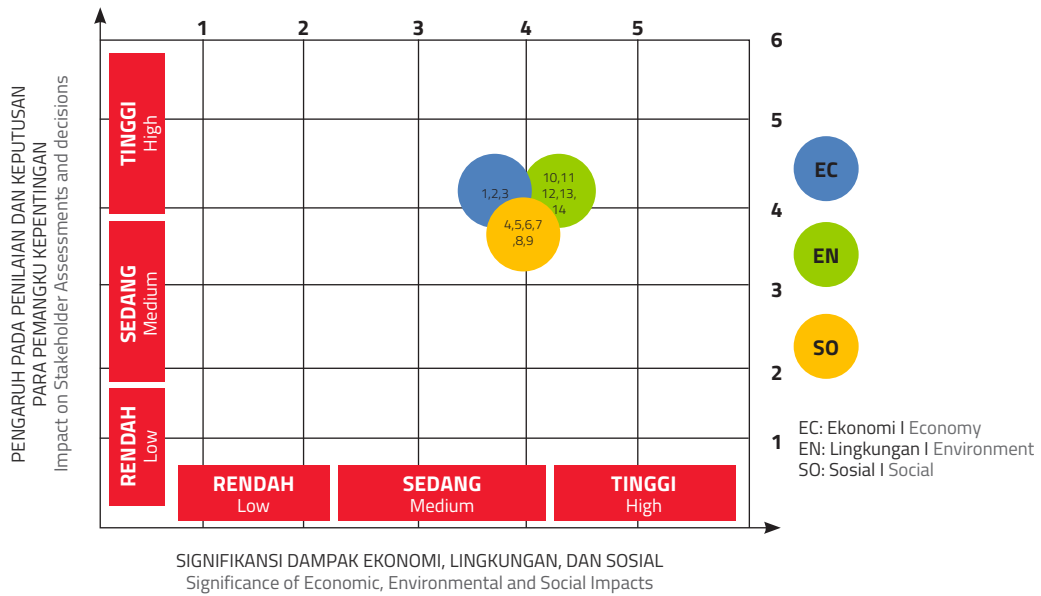 1 2 3 4 5
6
5
4
3
2
1
PENGARUH PADA PENILAIAN DAN KEPUTUSAN
PARA PEMANGKU KEPENTINGAN
Impact on Stakeholder Assessments and decisions
TINGGI
High
SEDANG
Medium
RENDAH
Low
1,2,3
10,11
12,13,
14
4,5,6,7
,8,9
EC
EN
SO
EC: Ekonomi I Economy
EN: Lingkungan I Environment
SO: Sosial I Social
RENDAH
Low
SEDANG
Medium
TINGGI
High
SIGNIFIKANSI DAMPAK EKONOMI, LINGKUNGAN, DAN SOSIAL
Significance of Economic, Environmental and Social Impacts